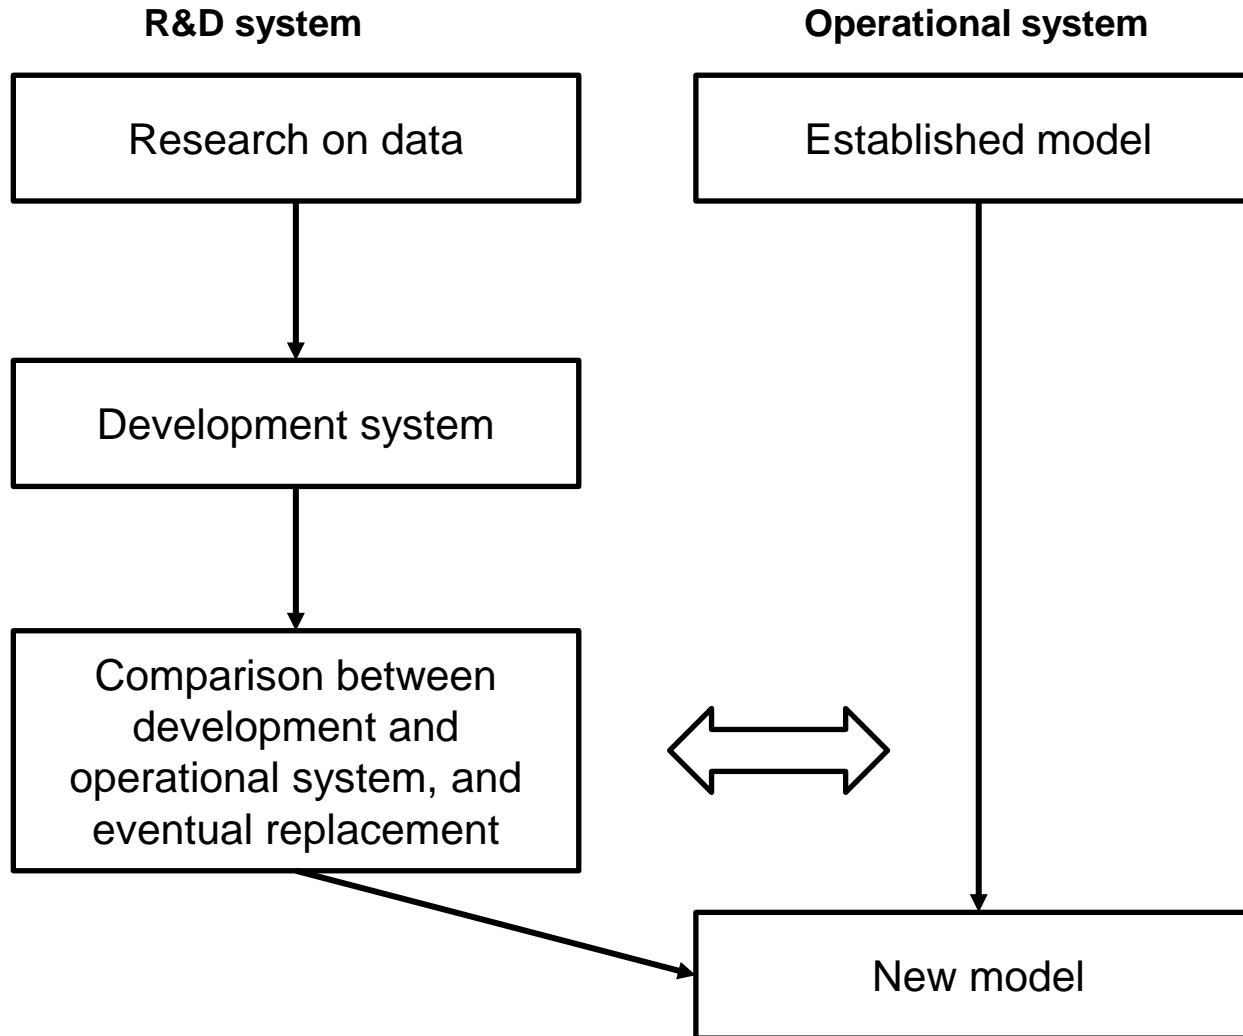 R&D system
Operational system
Research on data
Established model
Development system
Comparison between
development and
operational system, and
eventual replacement
New model